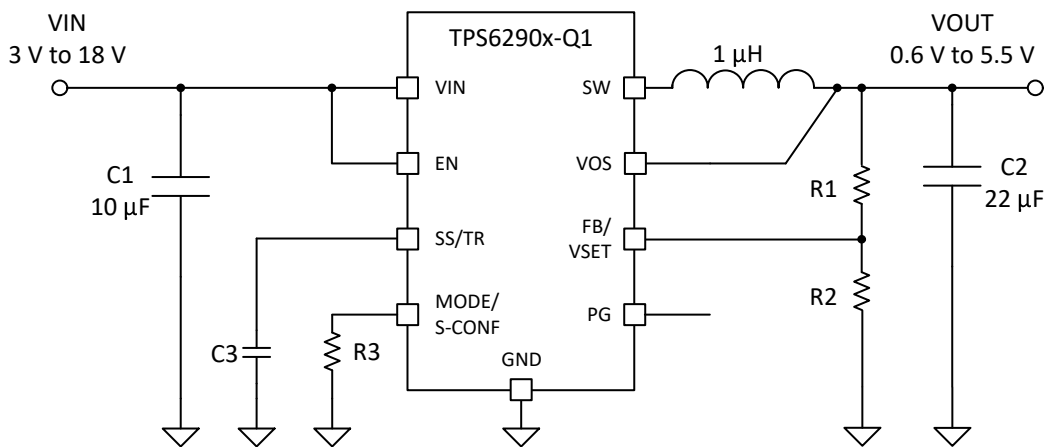 VIN
3 V to 18 V
TPS6290x-Q1
VOUT
0.6 V to 5.5 V
1 µH
VIN
SW
EN
VOS
C1
10 µF
R1
C2
22 µF
SS/TR
FB/
VSET
MODE/
S-CONF
PG
R2
C3
R3
GND